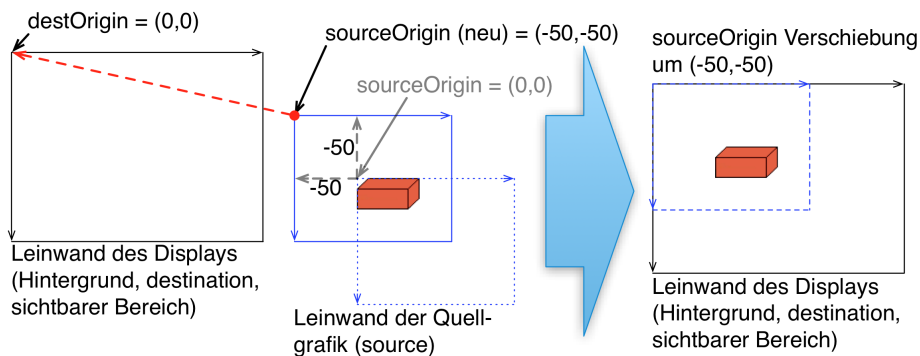 destOrigin = (0,0)
sourceOrigin (neu) = (-50,-50)
sourceOrigin = (0,0)
-50
-50
Leinwand des Displays
(Hintergrund, destination,
sichtbarer Bereich)
Leinwand der Quell-
grafik (source)
sourceOrigin Verschiebung
um (-50,-50)
Leinwand des Displays
(Hintergrund, destination,
sichtbarer Bereich)